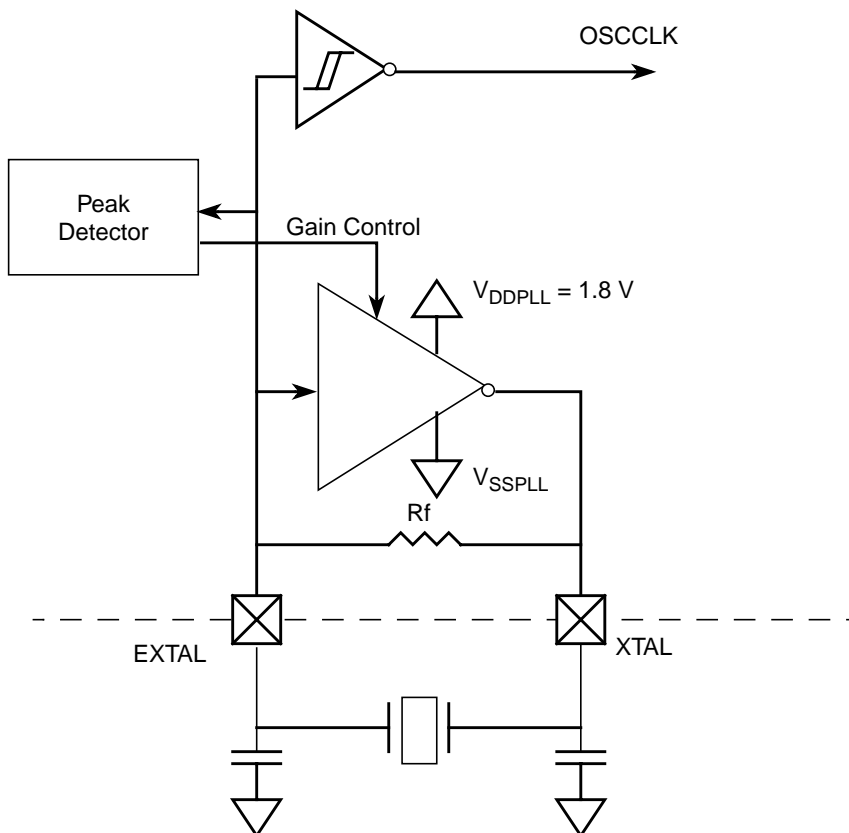 OSCCLK
Peak
Detector
Gain Control
VDDPLL = 1.8 V
VSSPLL
Rf
EXTAL
XTAL